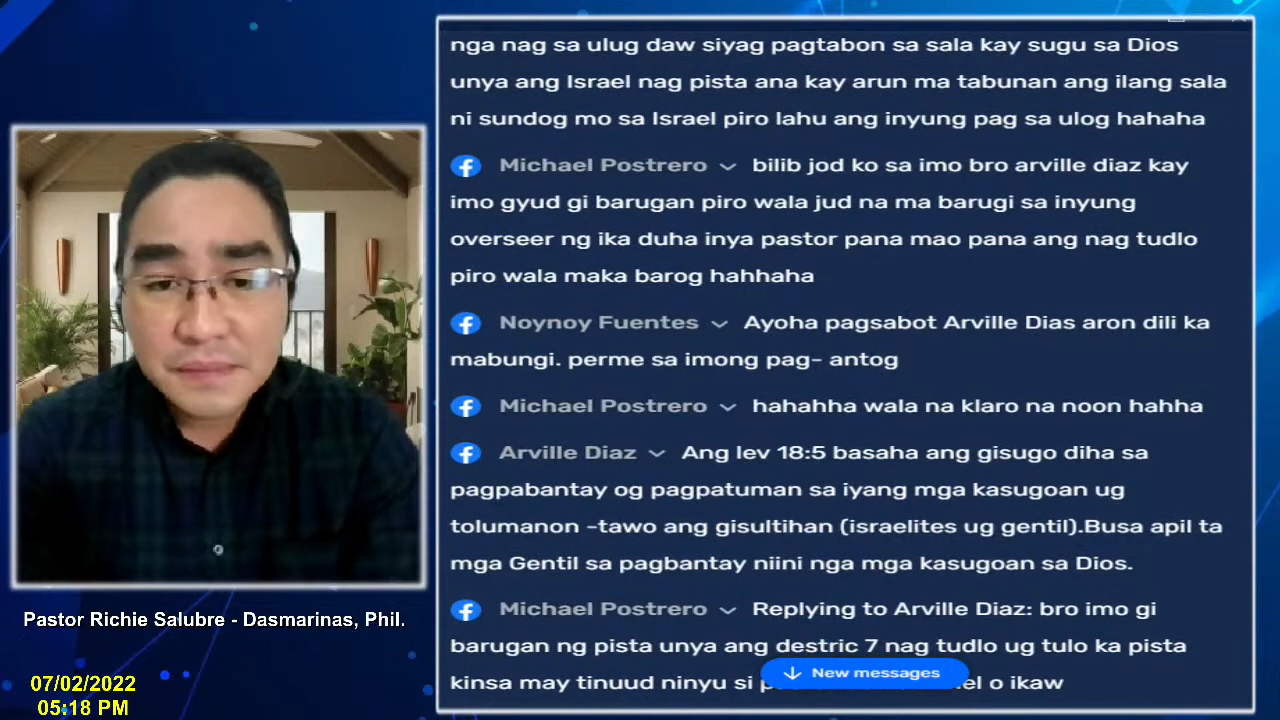 nga nag sa ulug daw siyag pagtabon sa sala kay sugu sa Dios
unya ang Israel nag pista ana kay arun ma tabunan ang ilang sala
ni sundog mo sa Israel piro lahu ang inyung pag sa ulog hahaha
Michael Postrero bilib jod ko sa imo bro arville diaz kay
imo gyud gi barugan piro wala jud na ma barugi sa inyung
overseer ng ika duha inya pastor pana mao pana ang nag tudlo
piro wala maka barog hahhaha
Noynoy Fuentes Ayoha pagsabot Arville Dias aron dili ka
mabungi. perme sa imong pag- antog
Michael Postrero hahahha wala na klaro na noon hahha
Arville Diaz Ang lev 18:5 basaha ang gisugo diha sa
pagpabantay og pagpatuman sa iyang mga kasugoan ug
tolumanon -tawo ang gisultihan (israelites ug gentil).Busa apil ta
mga Gentil sa pagbantay niini nga mga kasugoan sa Dios.
Michael Postrero Replying to Arville Diaz: bro imo gi
barugan ng pista unya ang destric 7 nag tudlo ug tulo ka pista
kinsa may tinuud ninyu si o ikaw
New messages
Pastor Richie Salubre - Dasmarinas, Phil.
07/02/2022
05:18 PM